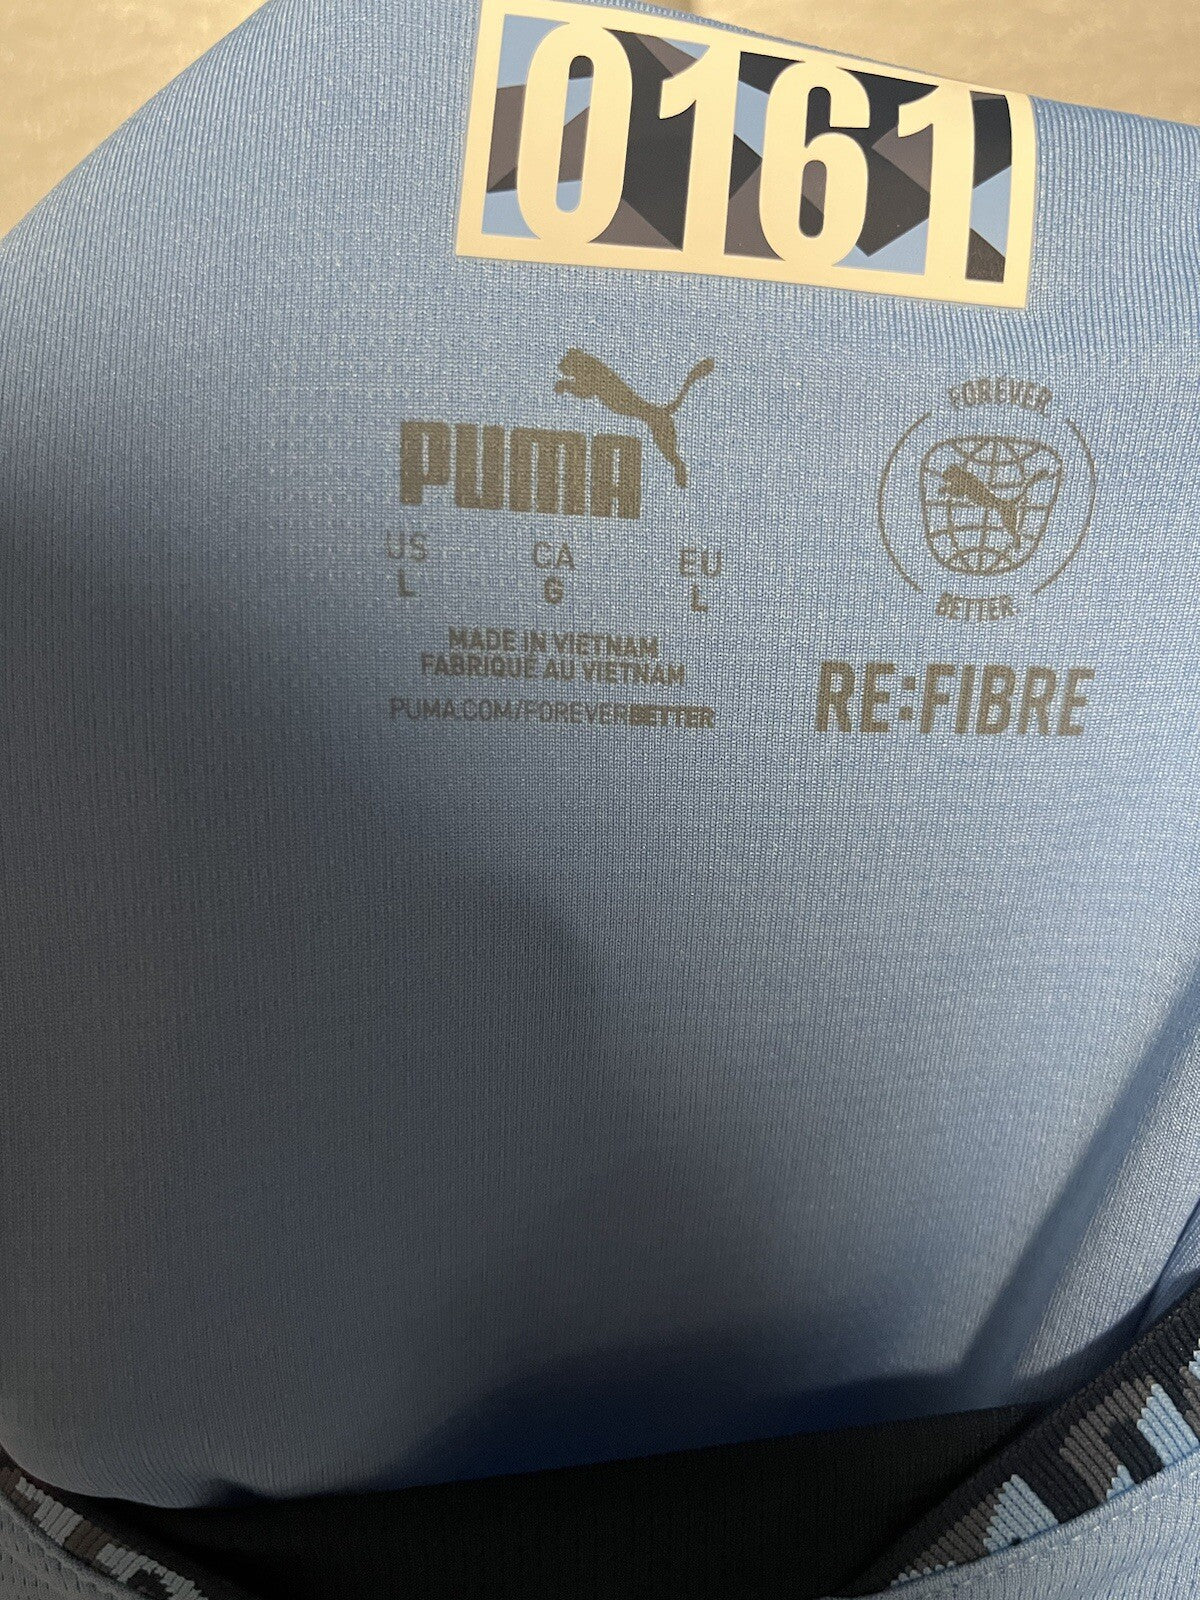 0161
PUMA
FOREVER
BETTER
US CA EU
L G L
MADE IN VIETNAM
FABRIQUÉ AU VIETNAM
PUMA.COM/FOREVERBETTER
RE:FIBRE